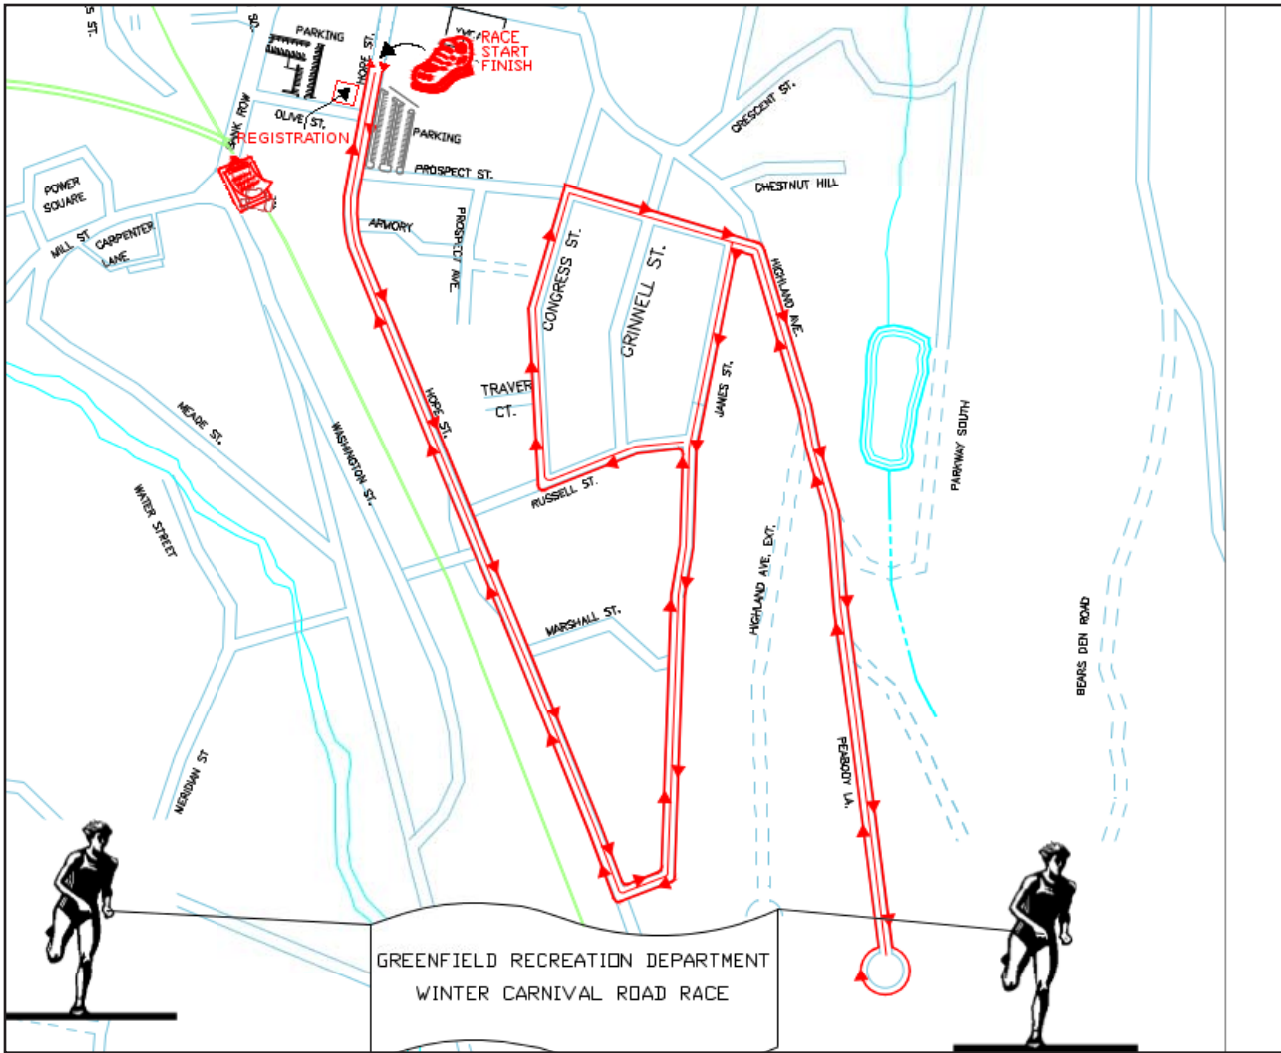 S ST.
PARKING
HOPE ST.
RACE
START
FINISH
OLIVE ST.
REGISTRATION
PARKING
PROSPECT ST.
CRESCENT ST.
CHESTNUT HILL
POWER
SQUARE
MILL ST
CARPENTER
LANE
ARMORY
PROSPECT AVE.
CONGRESS ST.
GRINNELL ST.
HIGHLAND AVE.
TRAVER
CT.
JAMES ST.
HOPE ST.
MEADE ST.
WASHINGTON ST.
PARKWAY SOUTH
WATER STREET
RUSSELL ST.
HIGHLAND AVE. EXT.
MARSHALL ST.
BEARS DEN ROAD
MERIDIAN ST
PEABODY LA.
GREENFIELD RECREATION DEPARTMENT
WINTER CARNIVAL ROAD RACE